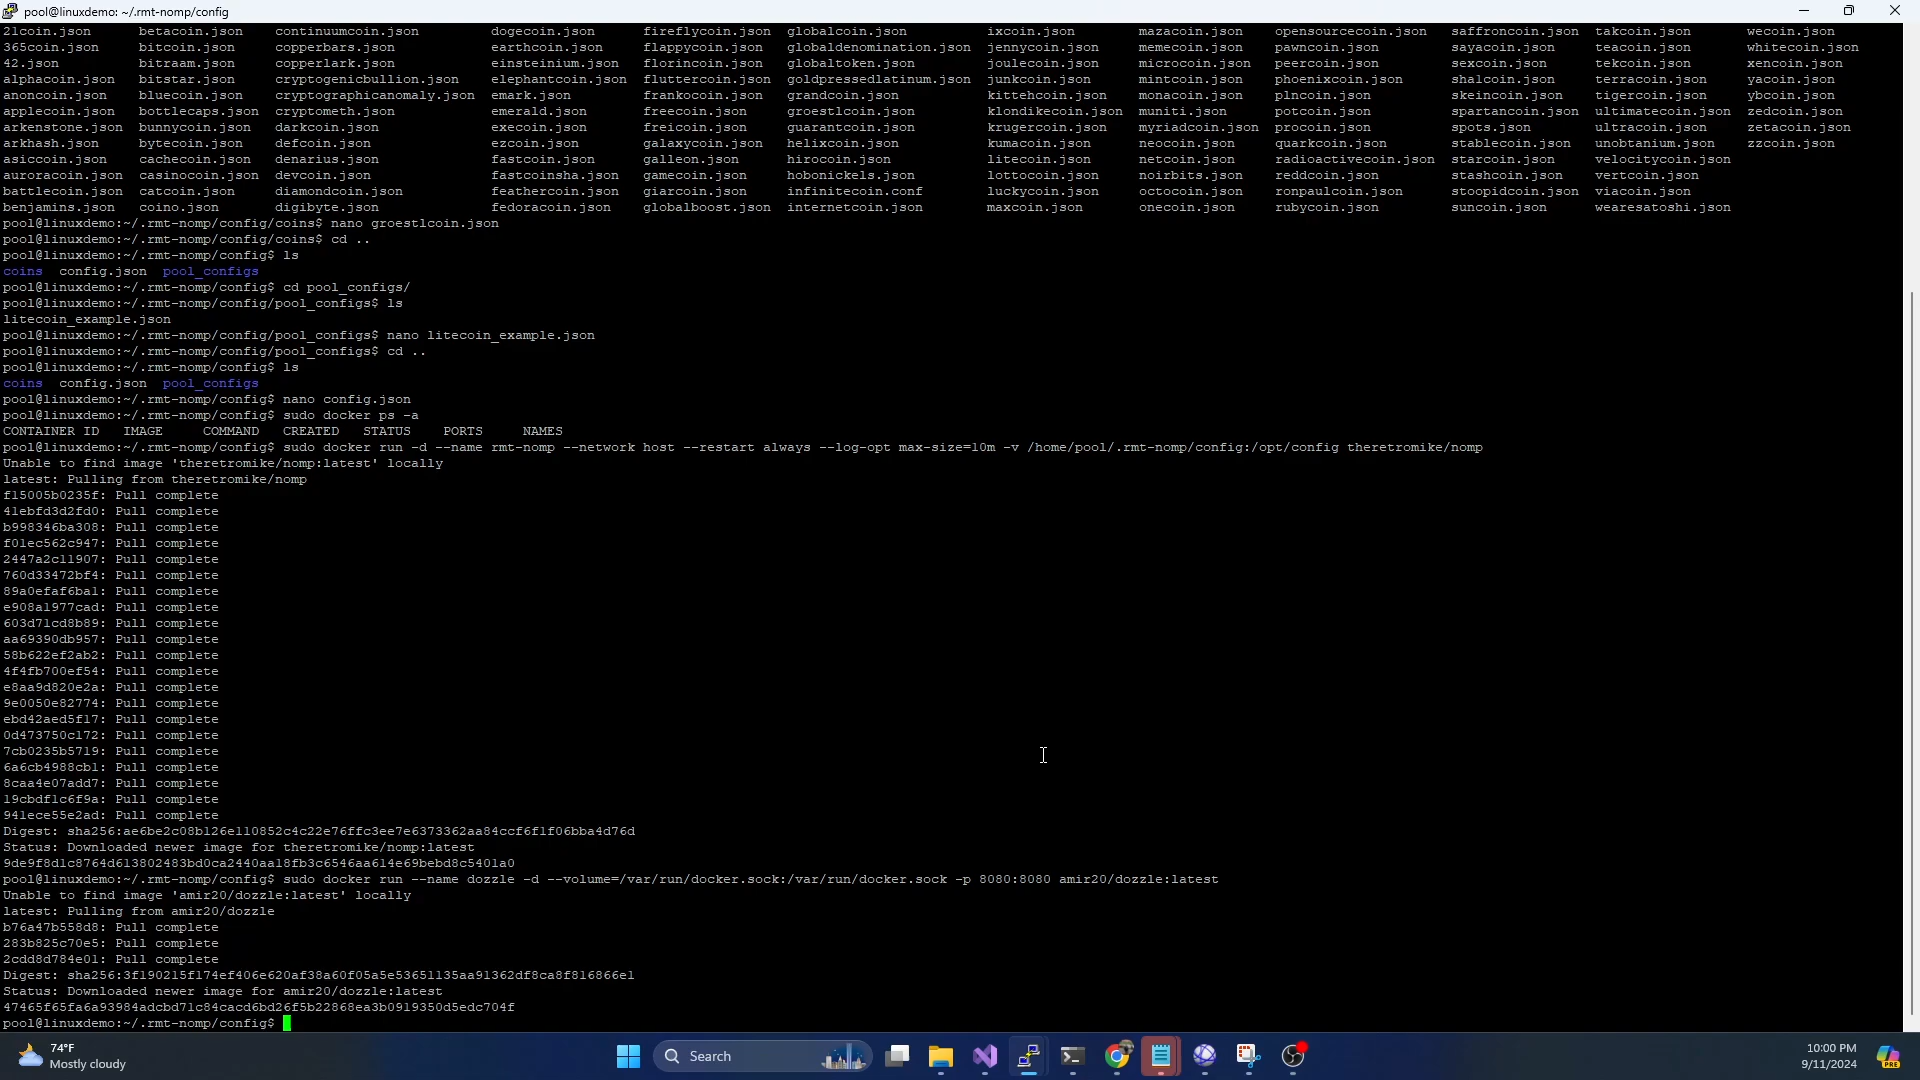 pool@linuxdemo: ~/.rmt-nomp/config
21coin.json betacoin.json continuumcoin.json dogecoin.json fireflycoin.json globalcoin.json ixcoin.json mazacoin.json opensourcecoin.json saffroncoin.json takcoin.json wecoin.json
365coin.json bitcoin.json copperbars.json earthcoin.json flappycoin.json globaldenomination.json jennycoin.json memecoin.json pawncoin.json sayacoin.json teacoin.json whitecoin.json
42.json bitraam.json copperlark.json einsteinium.json florincoin.json globaltoken.json joulecoin.json microcoin.json peercoin.json sexcoin.json tekcoin.json xencoin.json
alphacoin.json bitstar.json cryptogenicbullion.json elephantcoin.json fluttercoin.json goldpressedlatinum.json junkcoin.json mintcoin.json phoenixcoin.json sha1coin.json terracoin.json yacoin.json
anoncoin.json bluecoin.json cryptographicanomaly.json emark.json frankocoin.json grandcoin.json kittehcoin.json monacoin.json plncoin.json skeincoin.json tigercoin.json ybcoin.json
applecoin.json bottlecaps.json cryptometh.json emerald.json freecoin.json groestlcoin.json klondikecoin.json muniti.json potcoin.json spartancoin.json ultimatecoin.json zedcoin.json
arkenstone.json bunnycoin.json darkcoin.json execoin.json freicoin.json guarantcoin.json krugercoin.json myriadcoin.json procoin.json spots.json ultracoin.json zetacoin.json
arkhash.json bytecoin.json defcoin.json ezcoin.json galaxycoin.json helixcoin.json kumacoin.json neocoin.json quarkcoin.json stablecoin.json unobtanium.json zzcoin.json
asiccoin.json cachecoin.json denarius.json fastcoin.json galleon.json hirocoin.json litecoin.json netcoin.json radioactivecoin.json starcoin.json velocitycoin.json
auroracoin.json casinocoin.json devcoin.json fastcoinsha.json gamecoin.json hobonickels.json lottocoin.json noirbits.json reddcoin.json stashcoin.json vertcoin.json
battlecoin.json catcoin.json diamondcoin.json feathercoin.json giarcoin.json infinitecoin.conf luckycoin.json octocoin.json ronpaulcoin.json stoopidcoin.json viacoin.json
benjamins.json coino.json digibyte.json fedoracoin.json globalboost.json internetcoin.json maxcoin.json onecoin.json rubycoin.json suncoin.json wearesatoshi.json
pool@linuxdemo:~/.rmt-nomp/config/coins$ nano groestlcoin.json
pool@linuxdemo:~/.rmt-nomp/config/coins$ cd ..
pool@linuxdemo:~/.rmt-nomp/config$ ls
coins config.json pool_configs
pool@linuxdemo:~/.rmt-nomp/config$ cd pool_configs/
pool@linuxdemo:~/.rmt-nomp/config/pool_configs$ ls
litecoin_example.json
pool@linuxdemo:~/.rmt-nomp/config/pool_configs$ nano litecoin_example.json
pool@linuxdemo:~/.rmt-nomp/config/pool_configs$ cd ..
pool@linuxdemo:~/.rmt-nomp/config$ ls
coins config.json pool_configs
pool@linuxdemo:~/.rmt-nomp/config$ nano config.json
pool@linuxdemo:~/.rmt-nomp/config$ sudo docker ps -a
CONTAINER ID IMAGE COMMAND CREATED STATUS PORTS NAMES
pool@linuxdemo:~/.rmt-nomp/config$ sudo docker run -d --name rmt-nomp --network host --restart always --log-opt max-size=10m -v /home/pool/.rmt-nomp/config:/opt/config theretromike/nomp
Unable to find image 'theretromike/nomp:latest' locally
latest: Pulling from theretromike/nomp
f15005b0235f: Pull complete
41ebfd3d2fd0: Pull complete
b998346ba308: Pull complete
f01ec562c947: Pull complete
2447a2c11907: Pull complete
760d33472bf4: Pull complete
89a0efaf6ba1: Pull complete
e908a1977cad: Pull complete
603d71cd8b89: Pull complete
aa69390db957: Pull complete
58b622ef2ab2: Pull complete
4f4fb700ef54: Pull complete
e8aa9d820e2a: Pull complete
9e0050e82774: Pull complete
ebd42aed5f17: Pull complete
0d473750c172: Pull complete
7cb0235b5719: Pull complete
6a6cb4988cb1: Pull complete
8caa4e07add7: Pull complete
19cbdf1c6f9a: Pull complete
941ece55e2ad: Pull complete
Digest: sha256:ae6be2c08b126e110852c4c22e76ffc3ee7e6373362aa84ccf6f1f06bba4d76d
Status: Downloaded newer image for theretromike/nomp:latest
9de9f8d1c8764d613802483bd0ca2440aa18fb3c6546aa614e69bebd8c5401a0
pool@linuxdemo:~/.rmt-nomp/config$ sudo docker run --name dozzle -d --volume=/var/run/docker.sock:/var/run/docker.sock -p 8080:8080 amir20/dozzle:latest
Unable to find image 'amir20/dozzle:latest' locally
latest: Pulling from amir20/dozzle
b76a47b558d8: Pull complete
283b825c70e5: Pull complete
2cdd8d784e01: Pull complete
Digest: sha256:3f190215f174ef406e620af38a60f05a5e53651135aa91362df8ca8f816866e1
Status: Downloaded newer image for amir20/dozzle:latest
47465f65fa6a93984adcbd71c84cacd6bd26f5b22868ea3b0919350d5edc704f
pool@linuxdemo:~/.rmt-nomp/config$
74°F
Mostly cloudy
Search
10:00 PM
9/11/2024
PRE